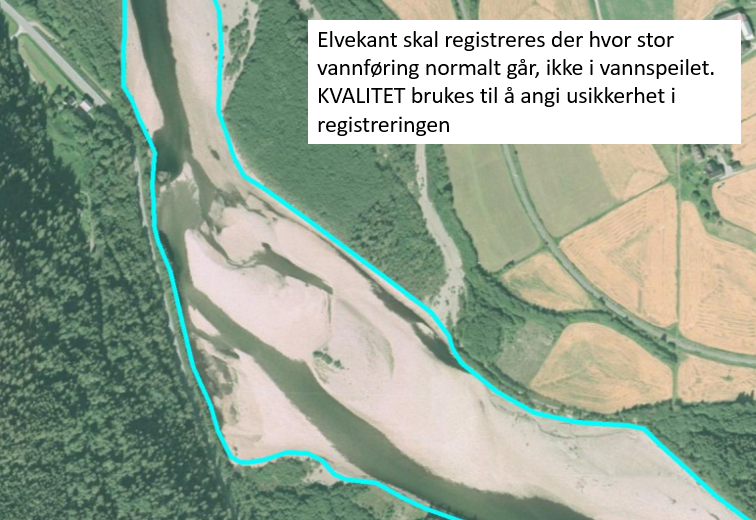 Elvekant skal registreres der hvor stor
vannføring normalt går, ikke i vannspeilet.
KVALITET brukes til å angi usikkerhet i
registreringen